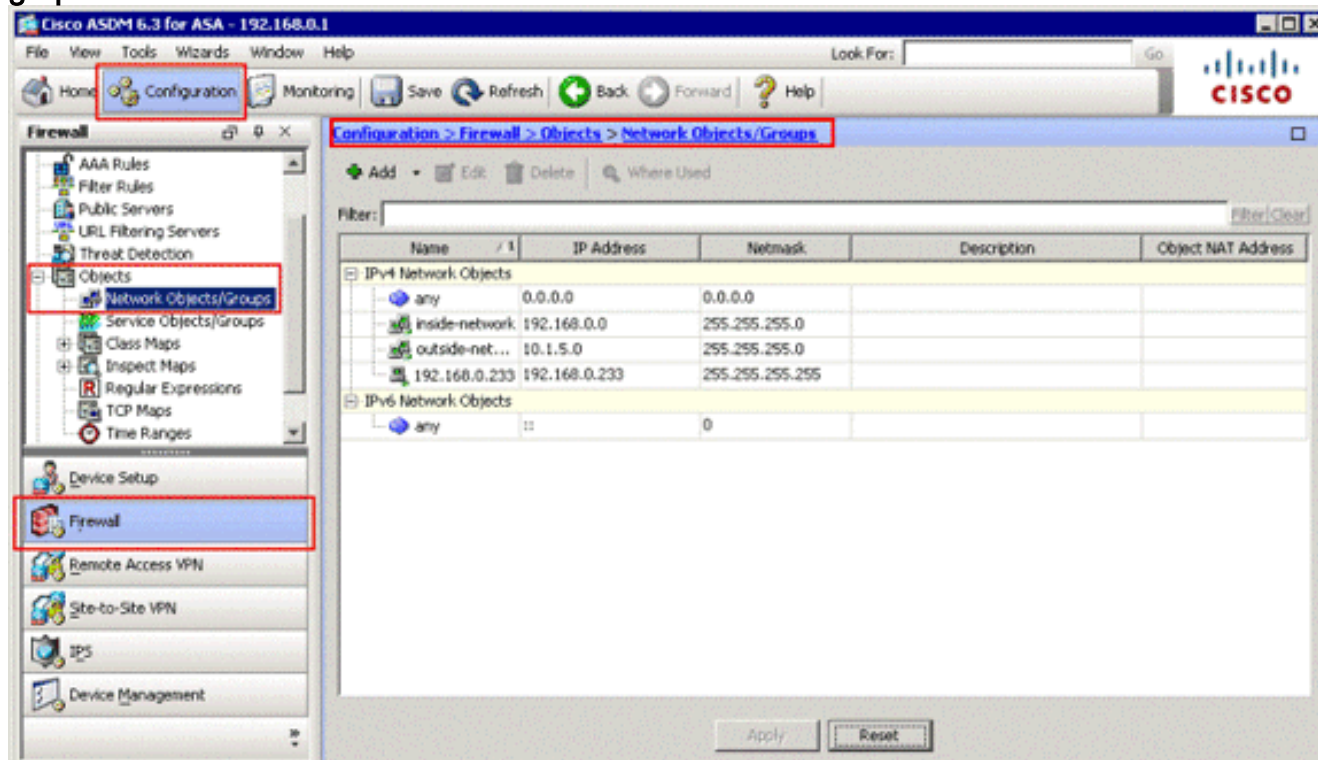 Cisco ASDM 6.3 for ASA - 192.168.0.1
File View Tools Wizards Window Help Look For: Go
Home Configuration Monitoring Save Refresh Back Forward Help
CISCO
Firewall
AAA Rules
Filter Rules
Public Servers
URL Filtering Servers
Threat Detection
Objects
Network Objects/Groups
Service Objects/Groups
Class Maps
Inspect Maps
Regular Expressions
TCP Maps
Time Ranges
Device Setup
Firewall
Remote Access VPN
Site-to-Site VPN
IPS
Device Management
Configuration > Firewall > Objects > Network Objects/Groups
Add Edit Delete Where Used
Filter: Filter Clear
Name 1 IP Address Netmask Description Object NAT Address
IPv4 Network Objects
any 0.0.0.0 0.0.0.0
inside-network 192.168.0.0 255.255.255.0
outside-net... 10.1.5.0 255.255.255.0
192.168.0.233 192.168.0.233 255.255.255.255
IPv6 Network Objects
any :: 0
Apply Reset